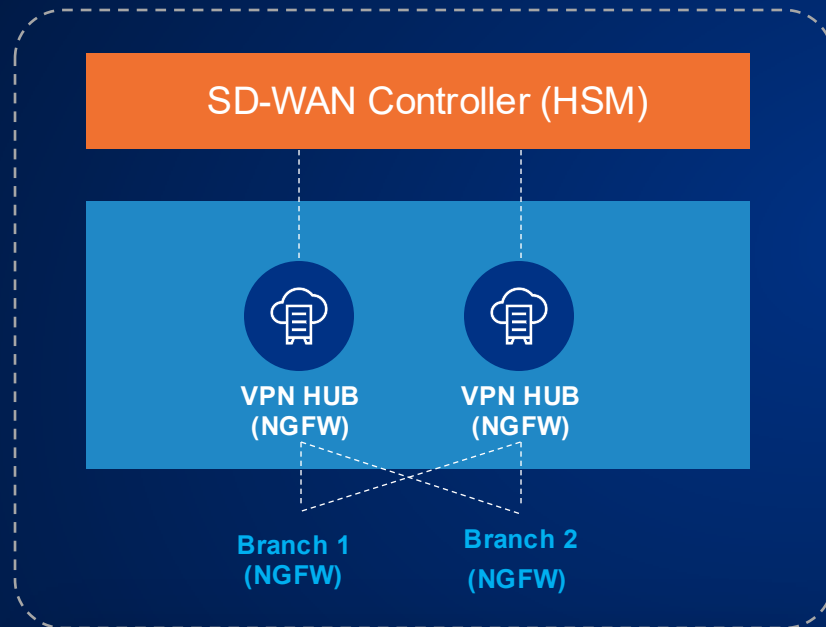 SD-WAN Controller (HSM)
VPN HUB
(NGFW)
VPN HUB
(NGFW)
Branch 1
(NGFW)
Branch 2
(NGFW)